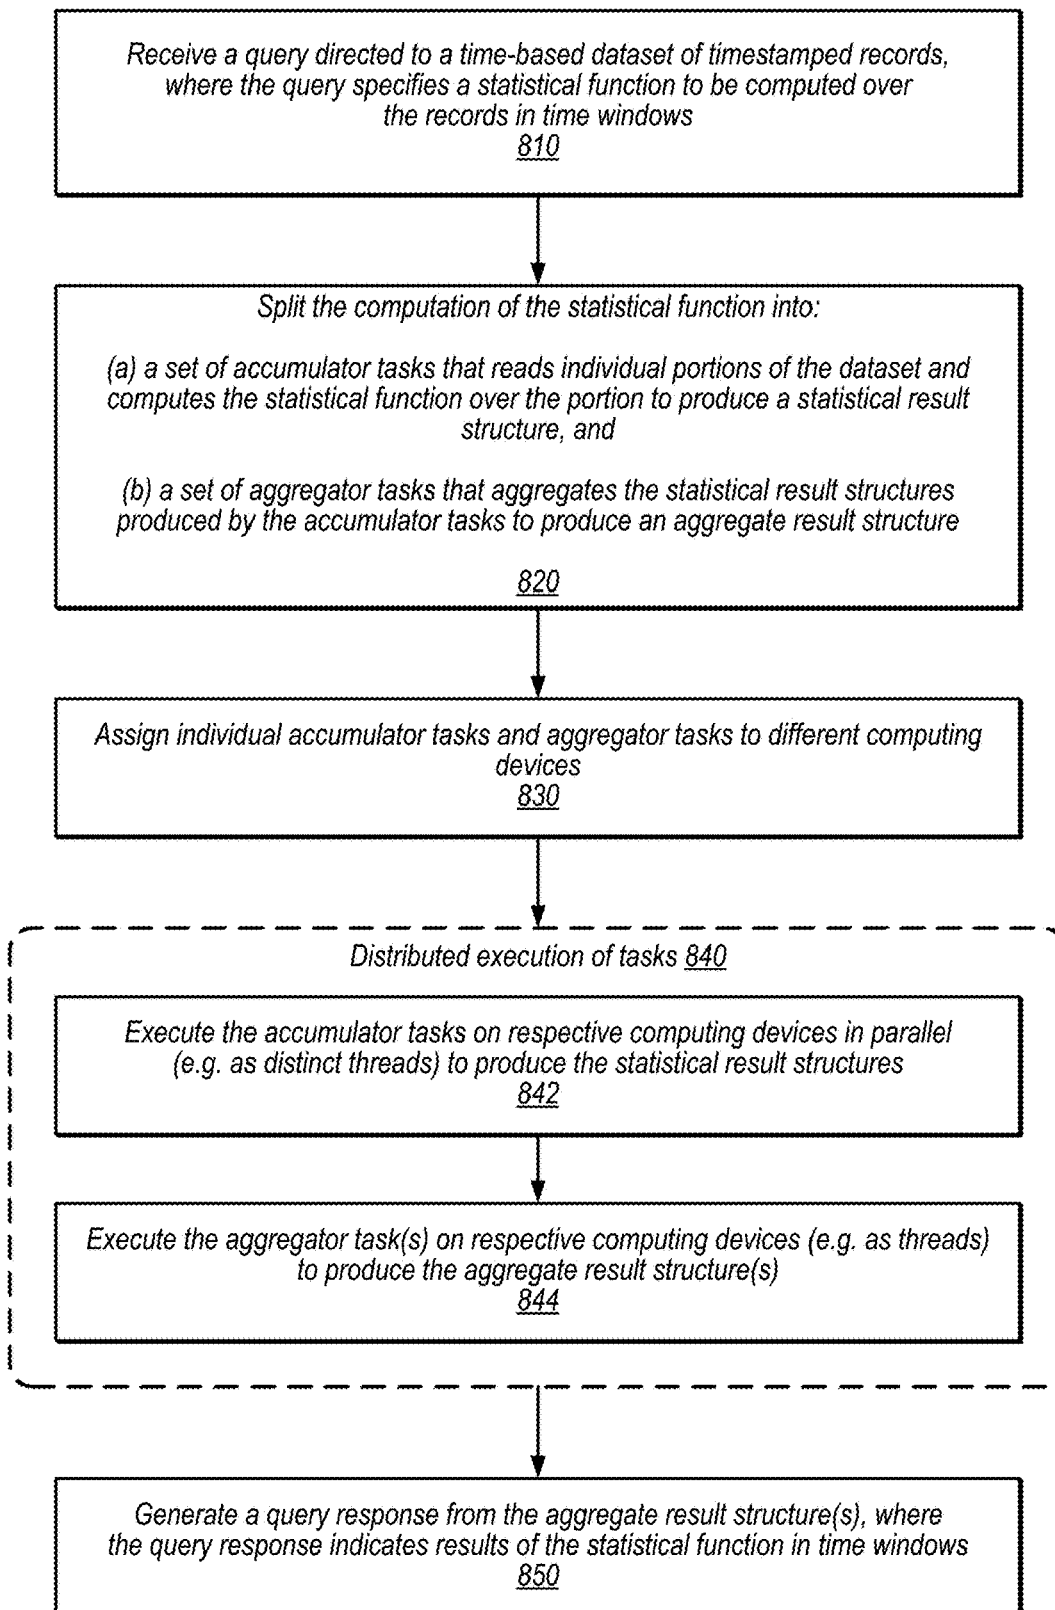 Receive a query directed to a time-based dataset of timestamped records,
where the query specifies a statistical function to be computed over
the records in time windows
810
Split the computation of the statistical function into:
(a) a set of accumulator tasks that reads individual portions of the dataset and
computes the statistical function over the portion to produce a statistical result
structure, and
(b) a set of aggregator tasks that aggregates the statistical result structures
produced by the accumulator tasks to produce an aggregate result structure
820
Assign individual accumulator tasks and aggregator tasks to different computing
devices
830
Distributed execution of tasks 840
Execute the accumulator tasks on respective computing devices in parallel
(e.g. as distinct threads) to produce the statistical result structures
842
Execute the aggregator task(s) on respective computing devices (e.g. as threads)
to produce the aggregate result structure(s)
844
Generate a query response from the aggregate result structure(s), where
the query response indicates results of the statistical function in time windows
850